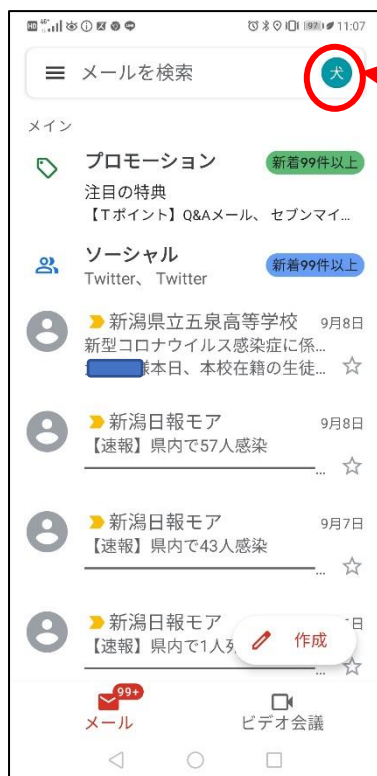 11:07
メールを検索
犬
メイン
プロモーション
新着99件以上
注目の特典
【Tポイント】Q&Aメール、 セブンマイ...
ソーシャル
新着99件以上
Twitter、 Twitter
新潟県立五泉高等学校 9月8日
新型コロナウイルス感染症に係...
様本日、本校在籍の生徒...
新潟日報モア 9月8日
【速報】県内で57人感染
新潟日報モア 9月7日
【速報】県内で43人感染
新潟日報モア 日
【速報】県内で1人
作成
99+
メール
ビデオ会議